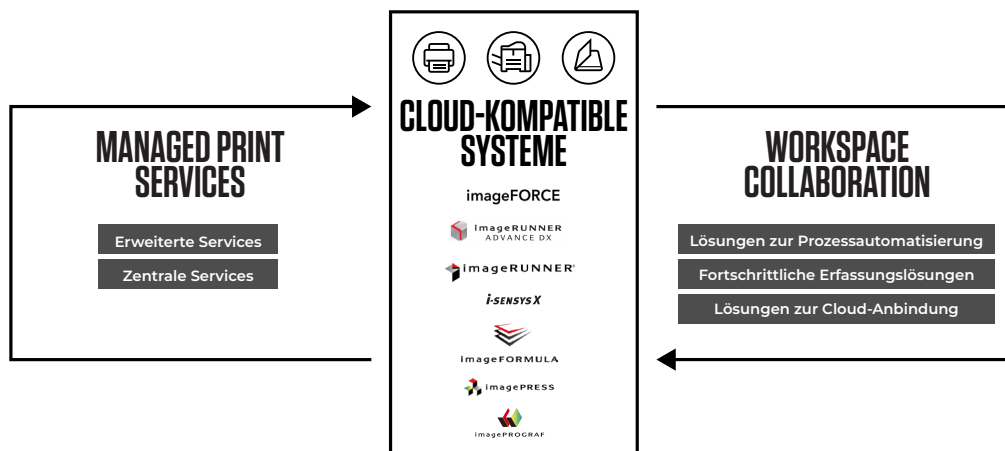 MANAGED PRINT
SERVICES
Erweiterte Services
Zentrale Services
CLOUD-KOMPATIBLE
SYSTEME
imageFORCE
imageRUNNER
ADVANCE DX
imageRUNNER®
i-SENSYS X
imageFORMULA
imagePRESS
imagePROGRAF
WORKSPACE
COLLABORATION
Lösungen zur Prozessautomatisierung
Fortschrittliche Erfassungslösungen
Lösungen zur Cloud-Anbindung